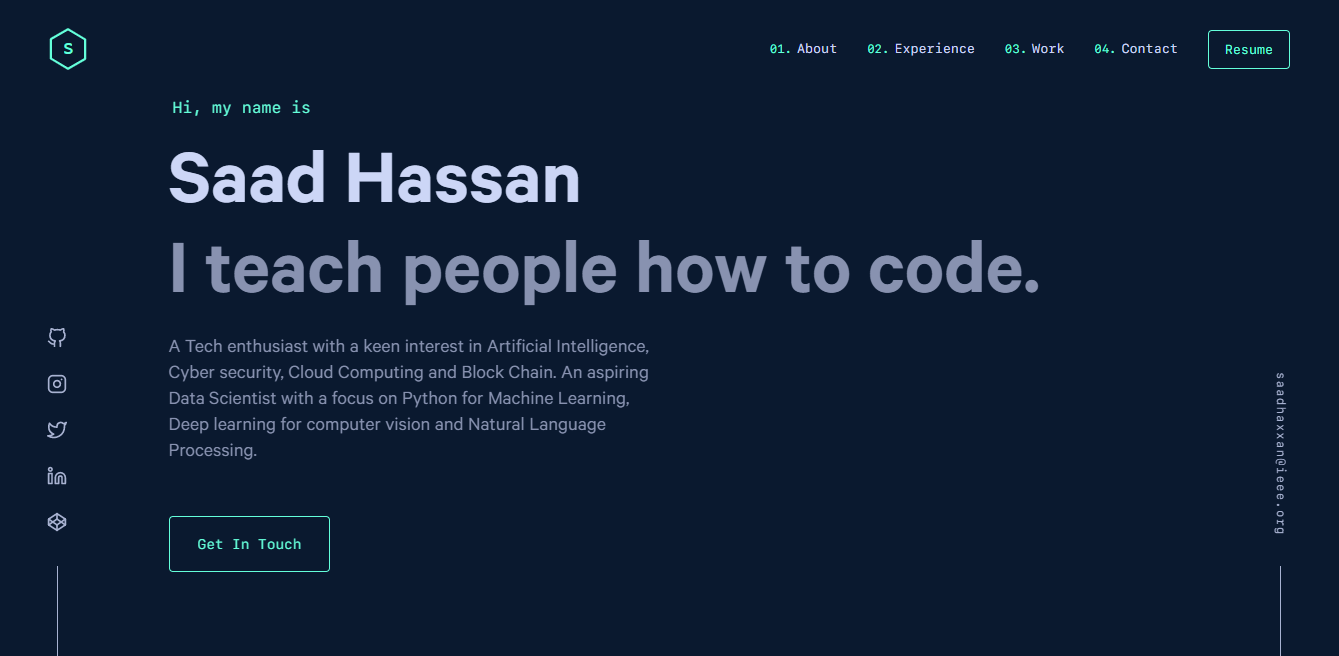 S
01. About 02. Experience 03. Work 04. Contact Resume
Hi, my name is
Saad Hassan
I teach people how to code.
A Tech enthusiast with a keen interest in Artificial Intelligence,
Cyber security, Cloud Computing and Block Chain. An aspiring
Data Scientist with a focus on Python for Machine Learning,
Deep learning for computer vision and Natural Language
Processing.
Get In Touch
saadhaxxan@ieee.org